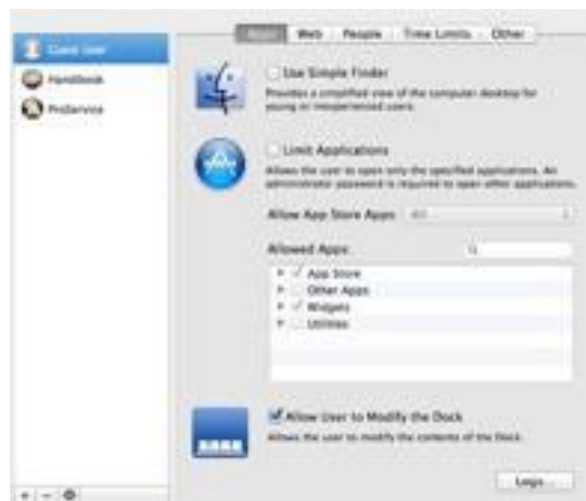 Guest User
Handbook
ProService
Apps Web People Time Limits Other
Use Simple Finder
Provides a simplified view of the computer desktop for
young or inexperienced users.
Limit Applications
Allows the user to open only the specified applications. An
administrator password is required to open other applications.
Allow App Store Apps: All
Allowed Apps:
App Store
Other Apps
Widgets
Utilities
Allow User to Modify the Dock
Allows the user to modify the contents of the Dock.
Logs...